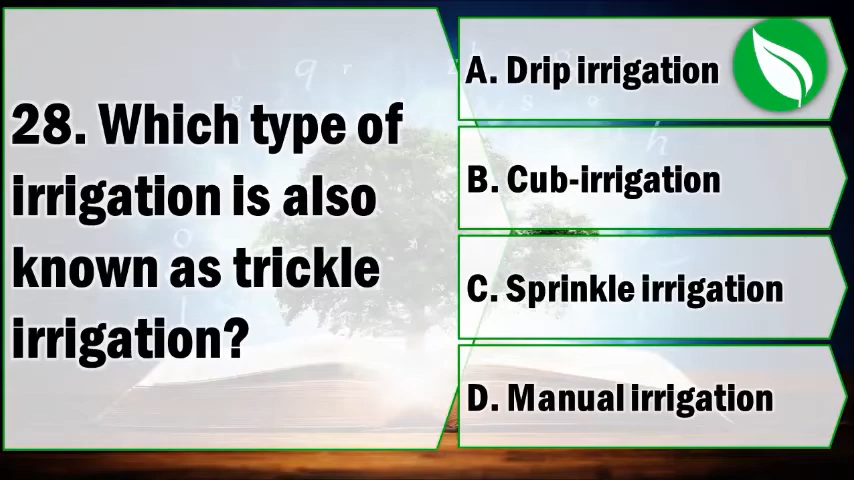 28. Which type of
irrigation is also
known as trickle
irrigation?
A. Drip irrigation
B. Cub-irrigation
C. Sprinkle irrigation
D. Manual irrigation